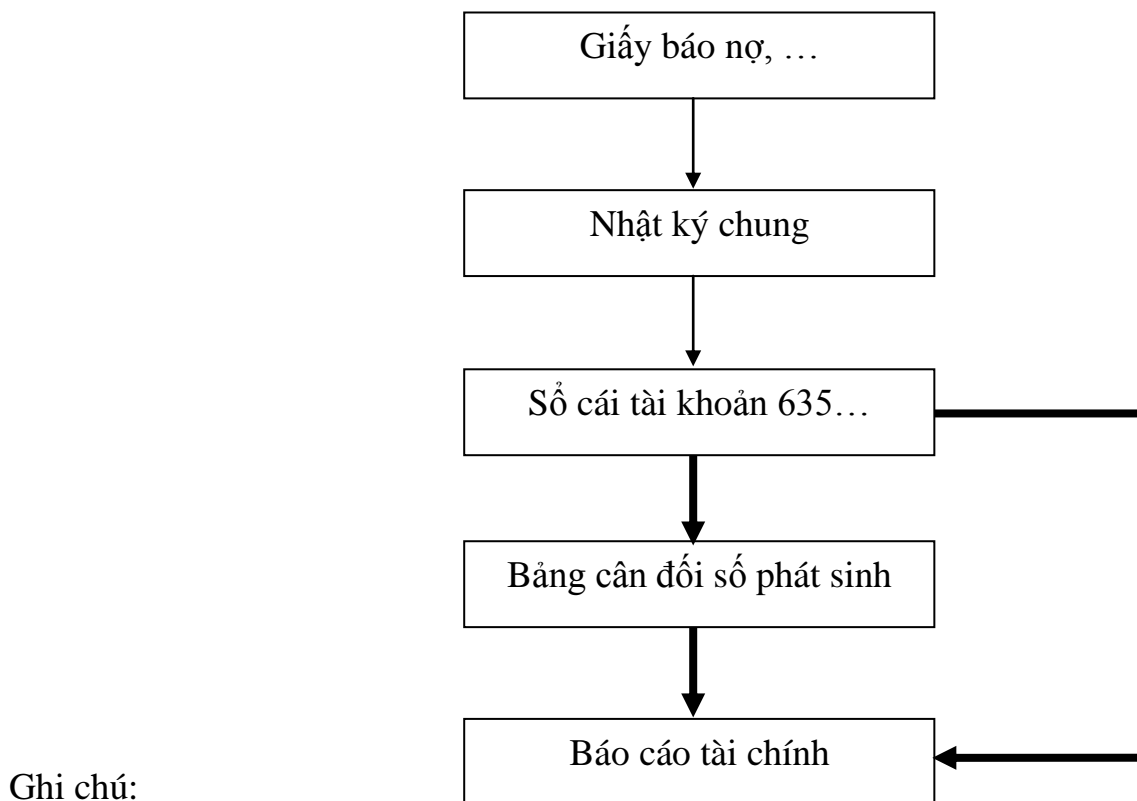 Giấy báo nợ, …
Nhật ký chung
Sổ cái tài khoản 635…
Bảng cân đối số phát sinh
Báo cáo tài chính
Ghi chú: